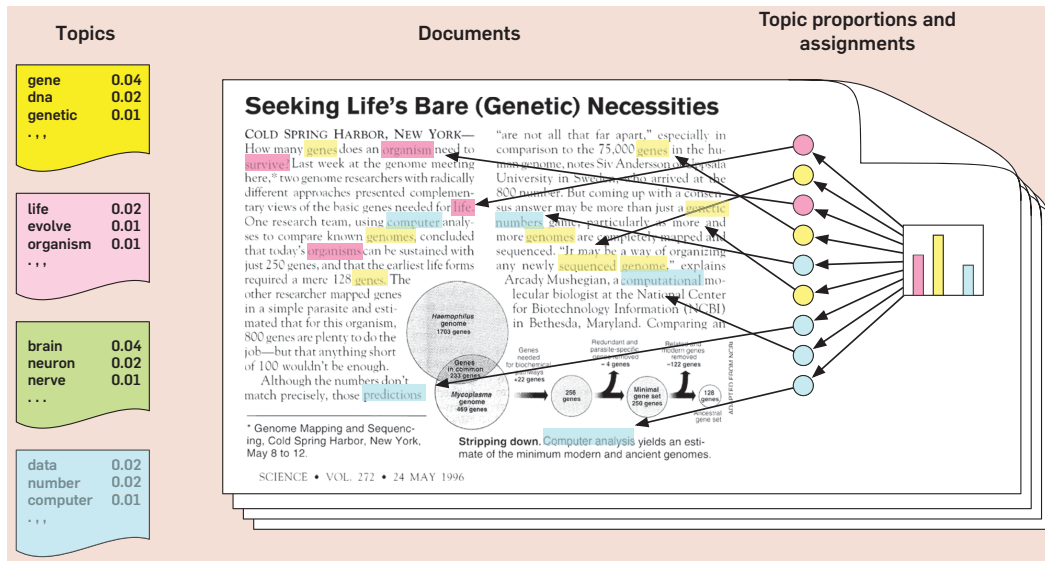 Topics
gene 0.04
dna 0.02
genetic 0.01
. , ,
life 0.02
evolve 0.01
organism 0.01
. , ,
brain 0.04
neuron 0.02
nerve 0.01
. . .
data 0.02
number 0.02
computer 0.01
. , ,
Documents
Topic proportions and
assignments
Seeking Life's Bare (Genetic) Necessities
COLD SPRING HARBOR, NEW YORK—
How many genes does an organism need to
survive? Last week at the genome meeting
here,* two genome researchers with radically
different approaches presented complemen-
tary views of the basic genes needed for life.
One research team, using computer analy-
ses to compare known genomes, concluded
that today's organisms can be sustained with
just 250 genes, and that the earliest life forms
required a mere 128 genes. The
other researcher mapped genes
in a simple parasite and esti-
mated that for this organism,
800 genes are plenty to do the
job—but that anything short
of 100 wouldn't be enough.
Although the numbers don't
match precisely, those predictions
* Genome Mapping and Sequenc-
ing, Cold Spring Harbor, New York,
May 8 to 12.
"are not all that far apart," especially in
comparison to the 75,000 genes in the hu-
man genome, notes Siv Andersson of Uppsala
University in Sweden, who arrived at the
800 number. But coming up with a consen-
sus answer may be more than just a genetic
numbers game, particularly as more and
more genomes are completely mapped and
sequenced. "It may be a way of organizing
any newly sequenced genome," explains
Arcady Mushegian, a computational mo-
lecular biologist at the National Center
for Biotechnology Information (NCBI)
in Bethesda, Maryland. Comparing an
Haemophilus
genome
1703 genes
Genes
in common
233 genes
Mycoplasma
genome
469 genes
Genes
needed
for biochemical
pathways
+22 genes
256
genes
Redundant and
parasite-specific
genes removed
– 4 genes
Minimal
gene set
250 genes
Related and
modern genes
removed
–122 genes
128
genes
Ancestral
gene set
ADAPTED FROM NCBI
Stripping down. Computer analysis yields an esti-
mate of the minimum modern and ancient genomes.
SCIENCE • VOL. 272 • 24 MAY 1996